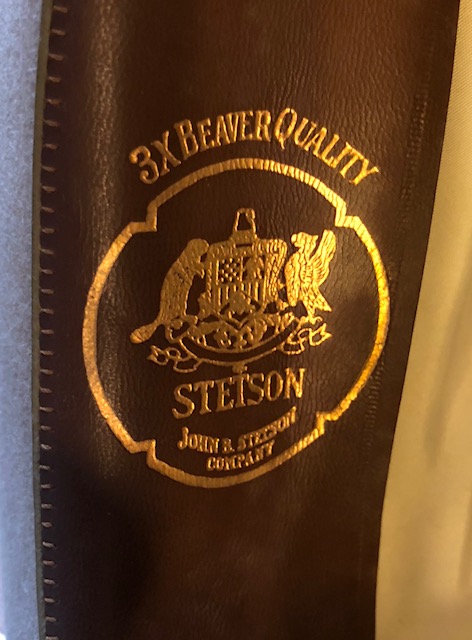 3X BEAVER QUALITY
STETSON
JOHN B. STETSON
COMPANY